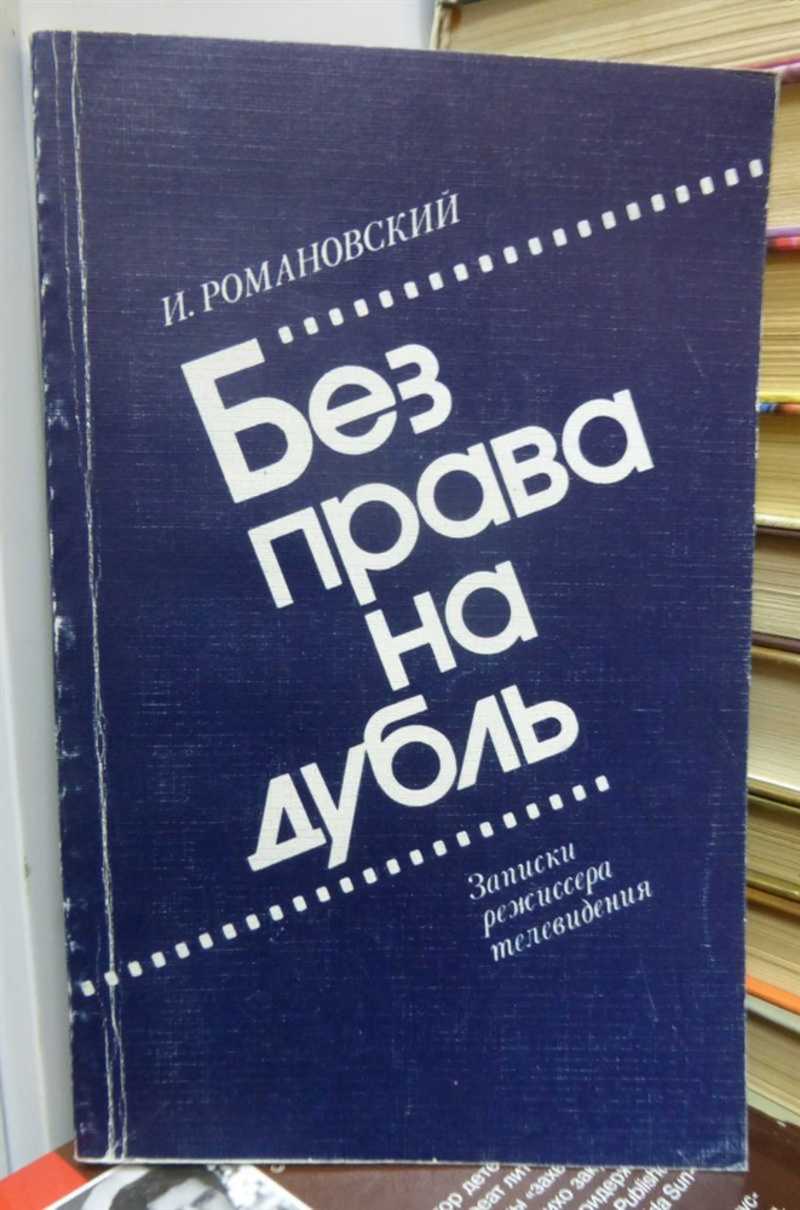 И. РОМАНОВСКИЙ
Без
права
на
дубль
Записки
режиссера
телевидения